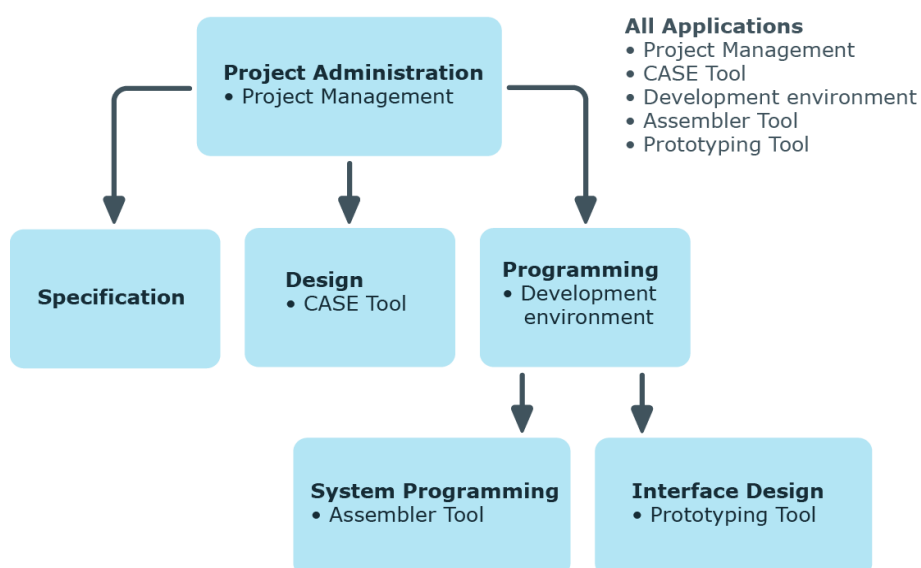 Project Administration
• Project Management
All Applications
• Project Management
• CASE Tool
• Development environment
• Assembler Tool
• Prototyping Tool
Specification
Design
• CASE Tool
Programming
• Development
environment
System Programming
• Assembler Tool
Interface Design
• Prototyping Tool